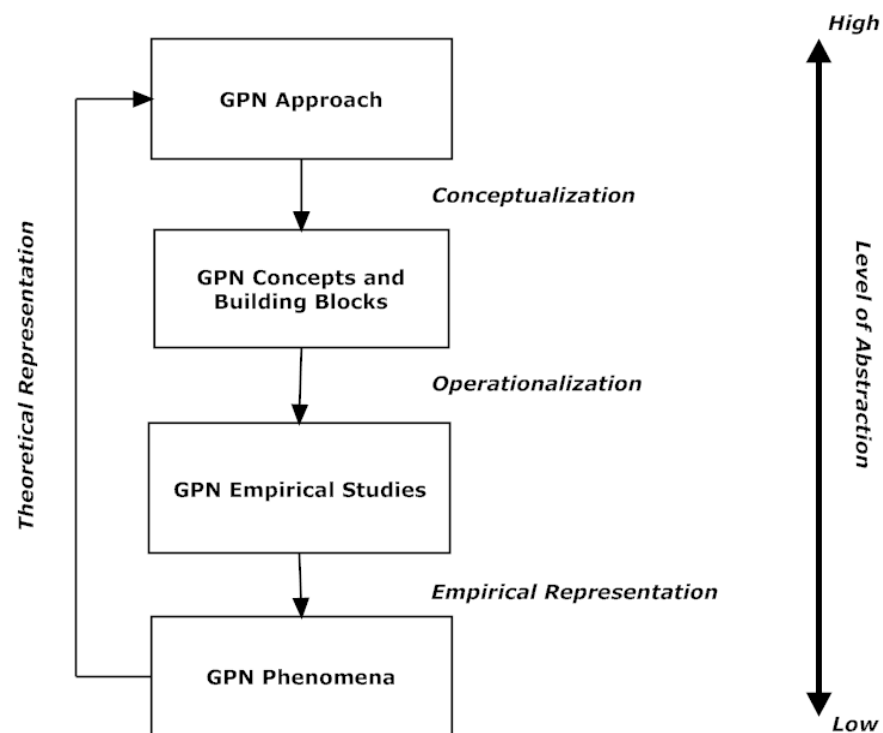 High
GPN Approach
Conceptualization
GPN Concepts and
Building Blocks
Operationalization
GPN Empirical Studies
Empirical Representation
GPN Phenomena
Low
Theoretical Representation
Level of Abstraction